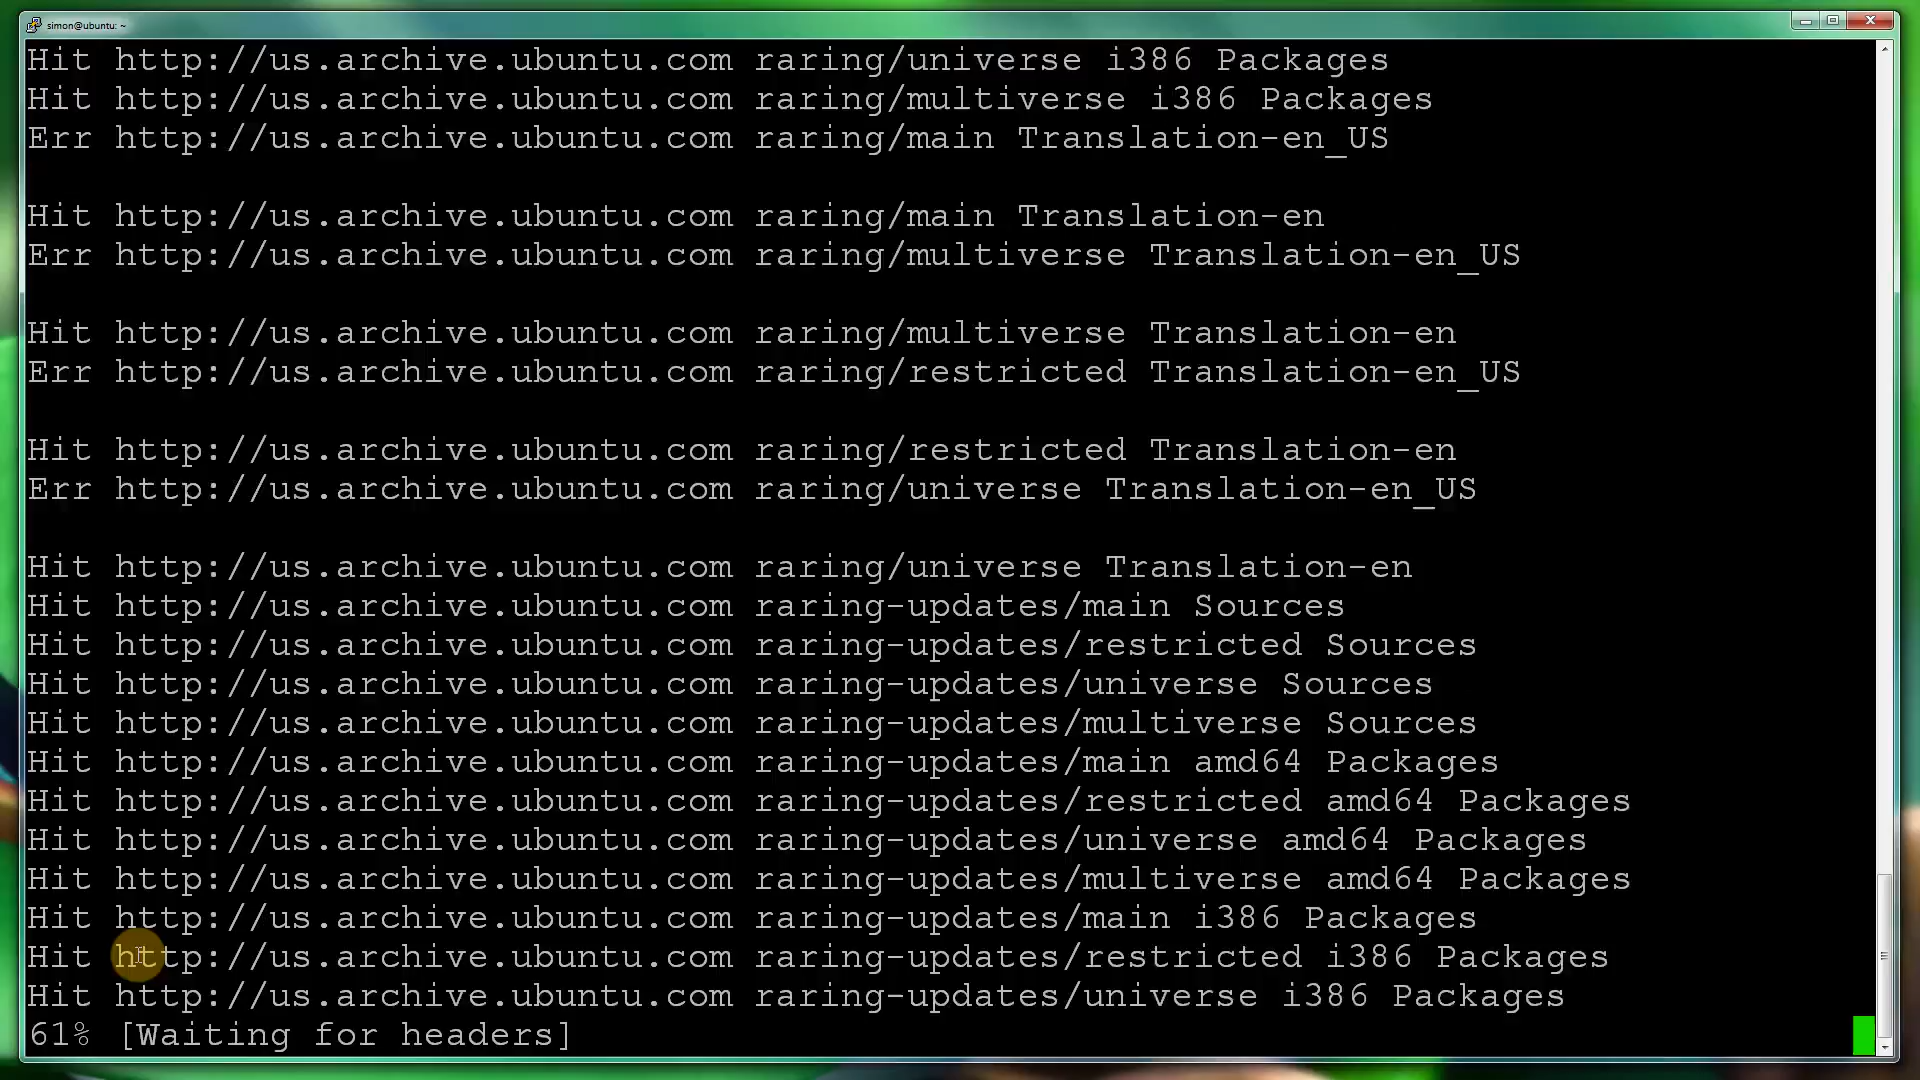 simon@ubuntu: ~
Hit http://us.archive.ubuntu.com raring/universe i386 Packages
Hit http://us.archive.ubuntu.com raring/multiverse i386 Packages
Err http://us.archive.ubuntu.com raring/main Translation-en_US
Hit http://us.archive.ubuntu.com raring/main Translation-en
Err http://us.archive.ubuntu.com raring/multiverse Translation-en_US
Hit http://us.archive.ubuntu.com raring/multiverse Translation-en
Err http://us.archive.ubuntu.com raring/restricted Translation-en_US
Hit http://us.archive.ubuntu.com raring/restricted Translation-en
Err http://us.archive.ubuntu.com raring/universe Translation-en_US
Hit http://us.archive.ubuntu.com raring/universe Translation-en
Hit http://us.archive.ubuntu.com raring-updates/main Sources
Hit http://us.archive.ubuntu.com raring-updates/restricted Sources
Hit http://us.archive.ubuntu.com raring-updates/universe Sources
Hit http://us.archive.ubuntu.com raring-updates/multiverse Sources
Hit http://us.archive.ubuntu.com raring-updates/main amd64 Packages
Hit http://us.archive.ubuntu.com raring-updates/restricted amd64 Packages
Hit http://us.archive.ubuntu.com raring-updates/universe amd64 Packages
Hit http://us.archive.ubuntu.com raring-updates/multiverse amd64 Packages
Hit http://us.archive.ubuntu.com raring-updates/main i386 Packages
Hit http://us.archive.ubuntu.com raring-updates/restricted i386 Packages
Hit http://us.archive.ubuntu.com raring-updates/universe i386 Packages
61% [Waiting for headers]